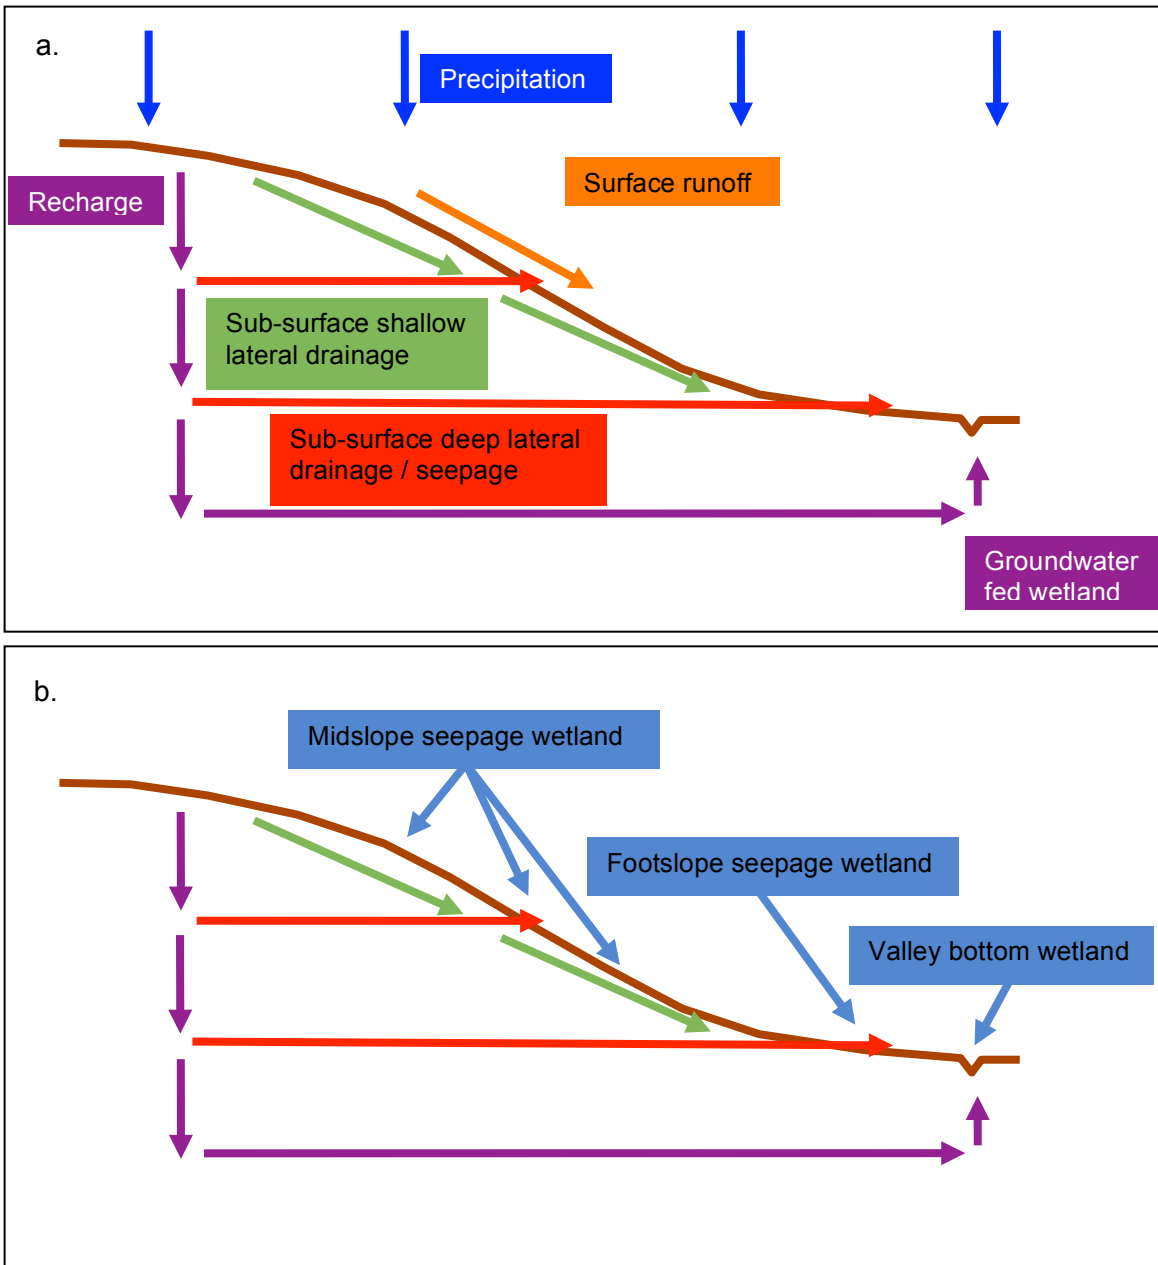 a.
Precipitation
Surface runoff
Recharge
Sub-surface shallow
lateral drainage
Sub-surface deep lateral
drainage / seepage
Groundwater
fed wetland
b.
Midslope seepage wetland
Footslope seepage wetland
Valley bottom wetland